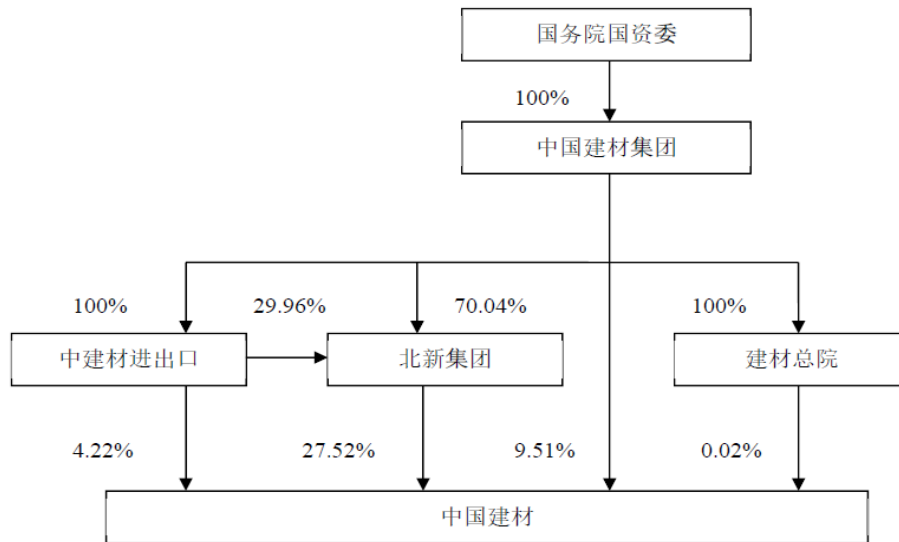 国务院国资委
100%
中国建材集团
100%
29.96%
70.04%
100%
中建材进出口
北新集团
建材总院
4.22%
27.52%
9.51%
0.02%
中国建材